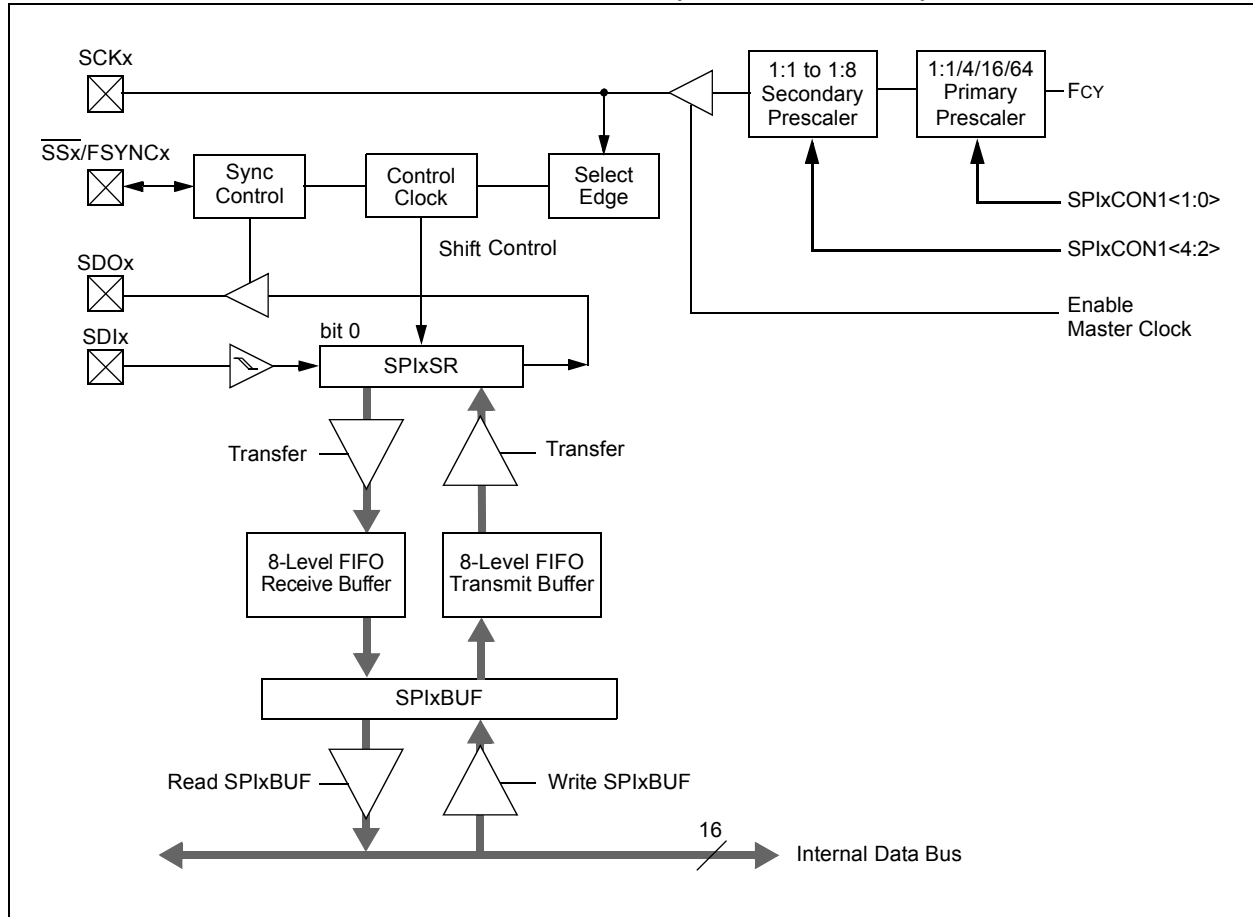 SCKx
SSx/FSYNCx
SDOx
SDIx
1:1 to 1:8
Secondary
Prescaler
1:1/4/16/64
Primary
Prescaler
FCY
Sync
Control
Control
Clock
Select
Edge
SPIxCON1<1:0>
SPIxCON1<4:2>
Shift Control
Enable
Master Clock
bit 0
SPIxSR
Transfer
Transfer
8-Level FIFO
Receive Buffer
8-Level FIFO
Transmit Buffer
SPIxBUF
Read SPIxBUF
Write SPIxBUF
16
Internal Data Bus